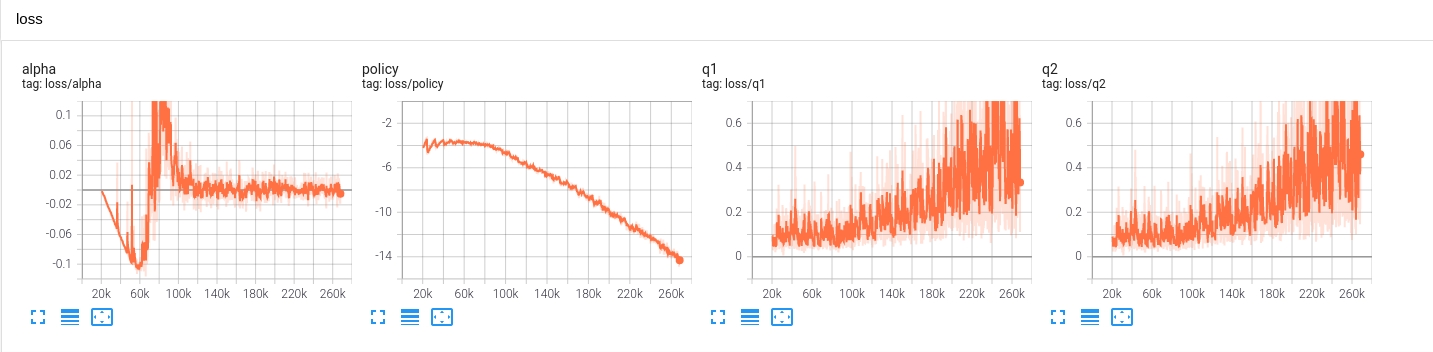 loss
alpha
tag: loss/alpha
0.1
0.06
0.02
-0.02
-0.06
-0.1
20k 60k 100k 140k 180k 220k 260k
policy
tag: loss/policy
-2
-6
-10
-14
20k 60k 100k 140k 180k 220k 260k
q1
tag: loss/q1
0.6
0.4
0.2
0
20k 60k 100k 140k 180k 220k 260k
q2
tag: loss/q2
0.6
0.4
0.2
0
20k 60k 100k 140k 180k 220k 260k